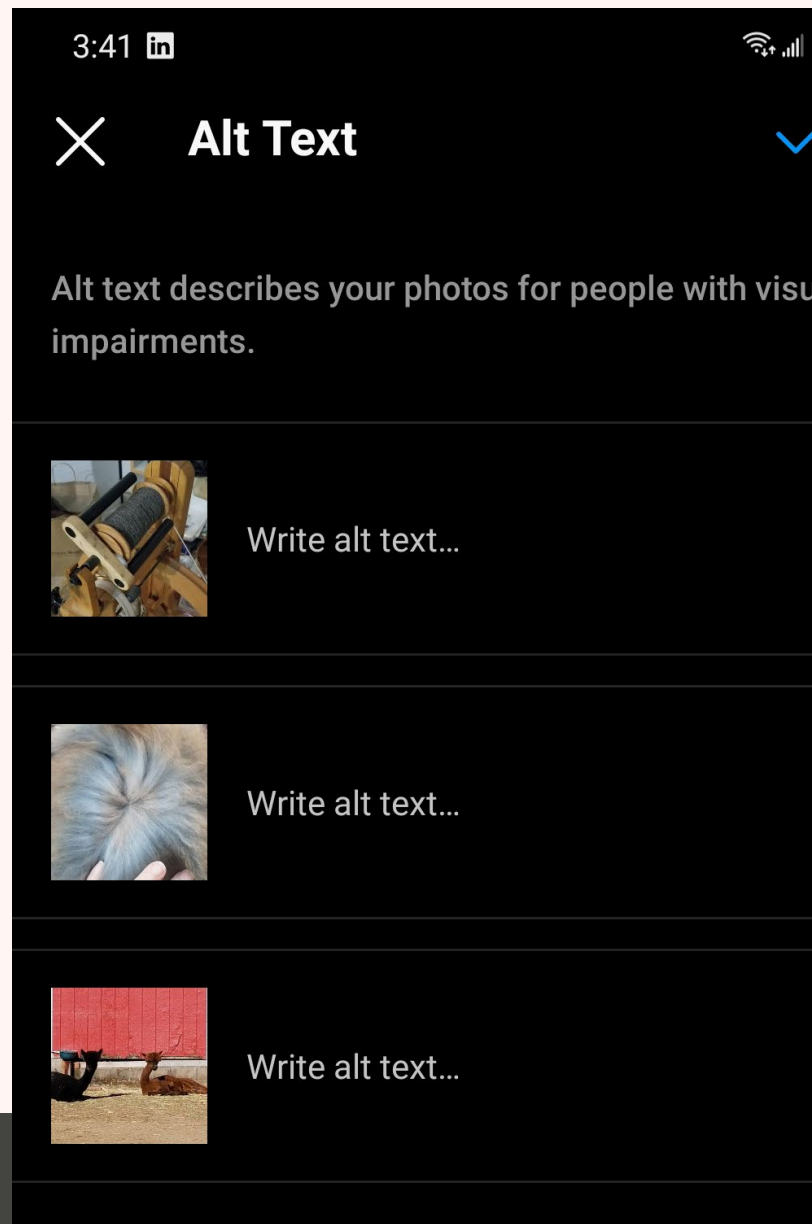 3:41 in
Alt Text
Alt text describes your photos for people with visu
impairments.
Write alt text…
Write alt text…
Write alt text…